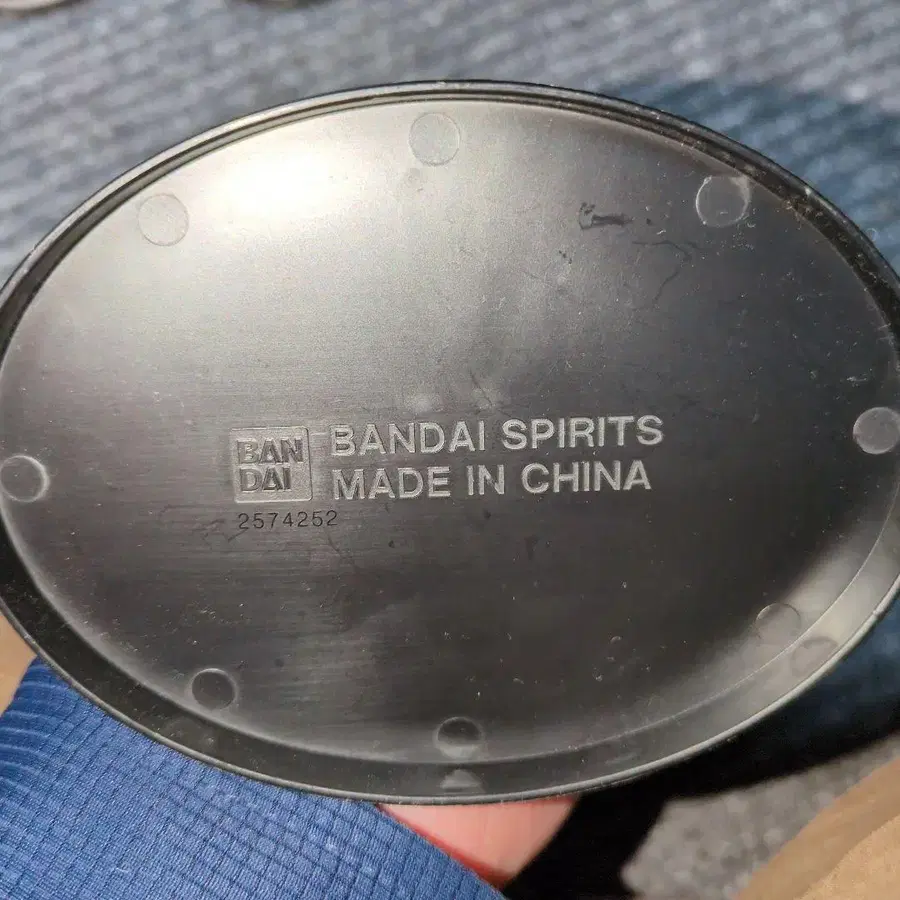 BAN
DAI
BANDAI SPIRITS
MADE IN CHINA
2574252